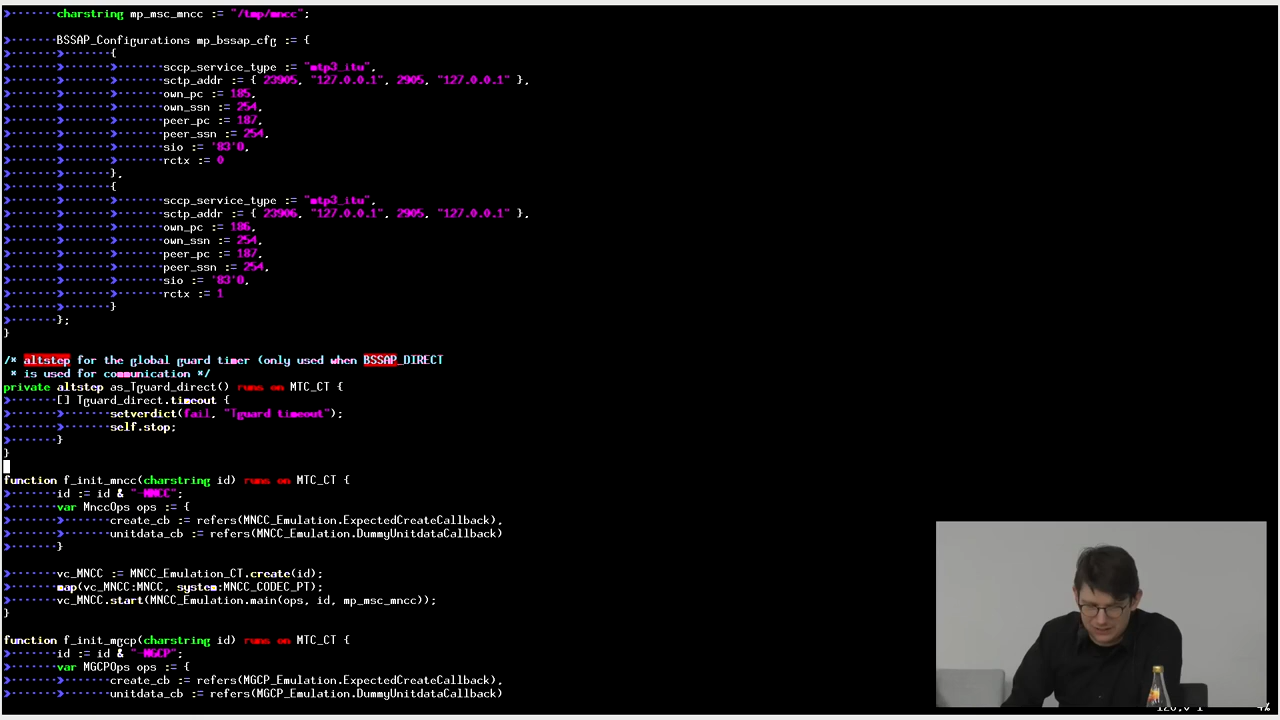 charstring mp_msc_mncc := "/tmp/mncc";
BSSAP_Configurations mp_bssap_cfg := {
{
sccp_service_type := "mtp3_itu",
sctp_addr := { 23905, "127.0.0.1", 2905, "127.0.0.1" },
own_pc := 185,
own_ssn := 254,
peer_pc := 187,
peer_ssn := 254,
sio := '83'O,
rctx := 0
},
{
sccp_service_type := "mtp3_itu",
sctp_addr := { 23906, "127.0.0.1", 2905, "127.0.0.1" },
own_pc := 186,
own_ssn := 254,
peer_pc := 187,
peer_ssn := 254,
sio := '83'O,
rctx := 1
}
};
}
/* altstep for the global guard timer (only used when BSSAP_DIRECT
 * is used for communication */
private altstep as_Tguard_direct() runs on MTC_CT {
[] Tguard_direct.timeout {
setverdict(fail, "Tguard timeout");
self.stop;
}
}
function f_init_mncc(charstring id) runs on MTC_CT {
id := id & "-MNCC";
var MnccOps ops := {
create_cb := refers(MNCC_Emulation.ExpectedCreateCallback),
unitdata_cb := refers(MNCC_Emulation.DummyUnitdataCallback)
}
vc_MNCC := MNCC_Emulation_CT.create(id);
map(vc_MNCC:MNCC, system:MNCC_CODEC_PT);
vc_MNCC.start(MNCC_Emulation.main(ops, id, mp_msc_mncc));
}
function f_init_mgcp(charstring id) runs on MTC_CT {
id := id & "-MGCP";
var MGCPOps ops := {
create_cb := refers(MGCP_Emulation.ExpectedCreateCallback),
unitdata_cb := refers(MGCP_Emulation.DummyUnitdataCallback)
4%